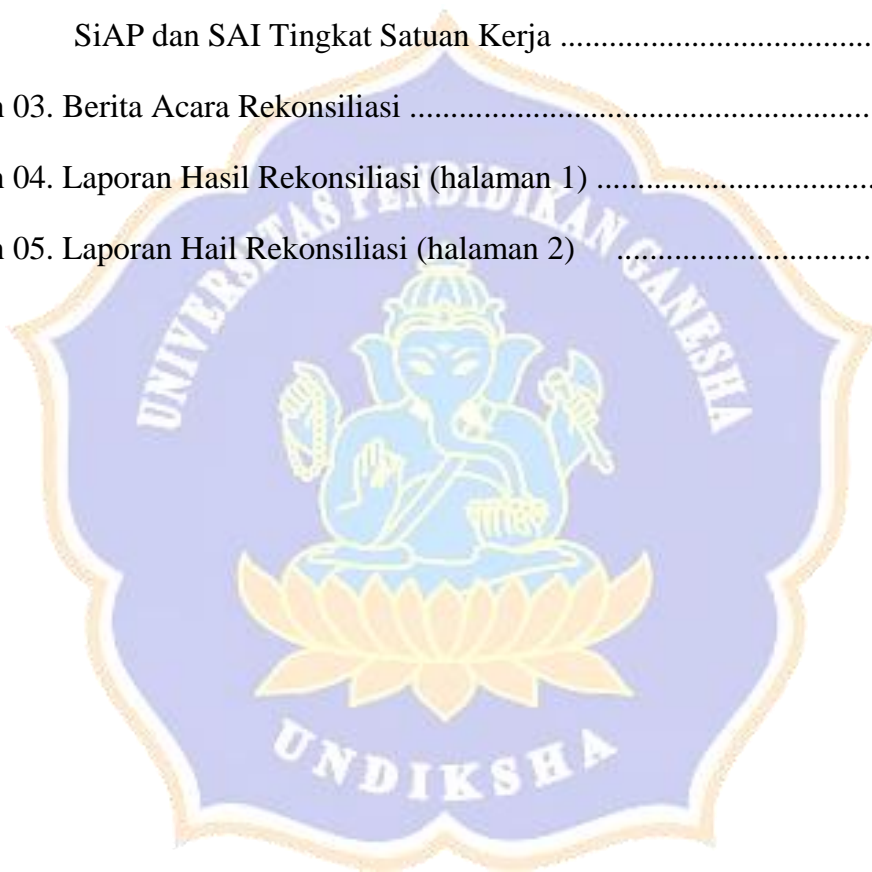 SiAP dan SAI Tingkat Satuan Kerja ......................................
n 03. Berita Acara Rekonsiliasi ........................................................
n 04. Laporan Hasil Rekonsiliasi (halaman 1) ..................................
n 05. Laporan Hail Rekonsiliasi (halaman 2) ...............................
UNIVERSITAS PENDIDIKAN GANESHA
UNDIKSHA